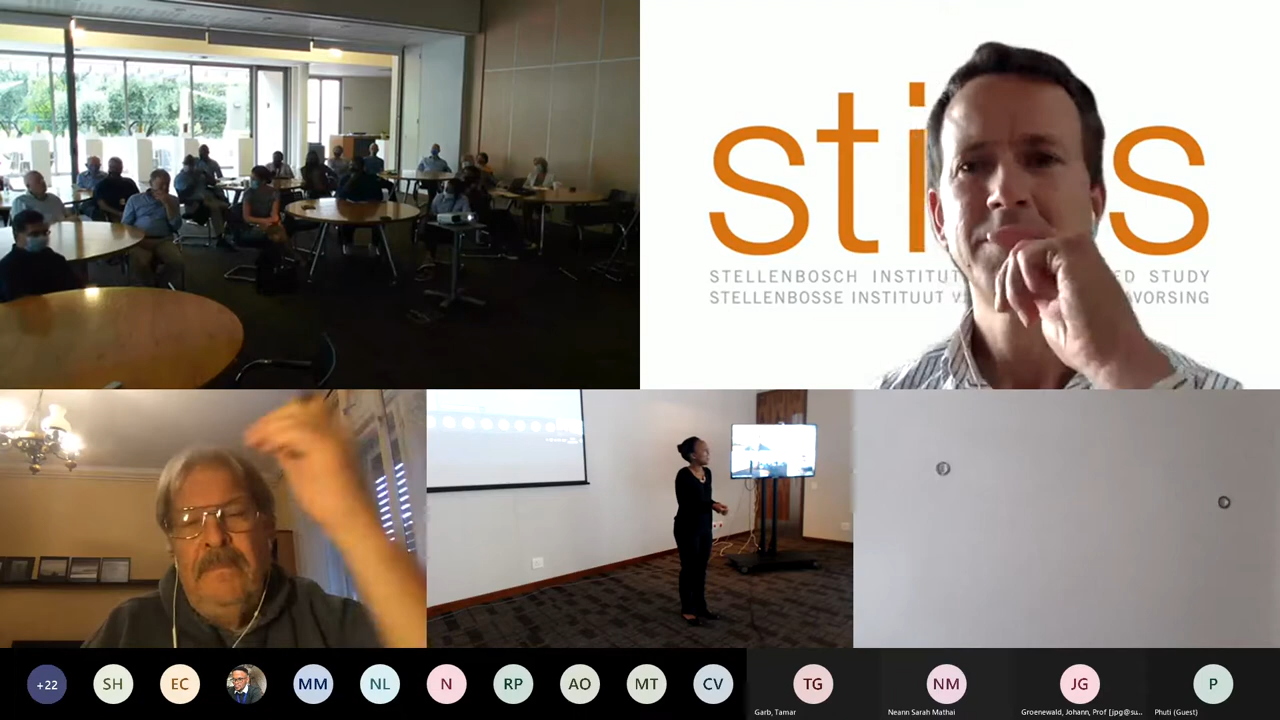 sti s
STELLENBOSCH INSTITUT ED STUDY
STELLENBOSSE INSTITUUT V VORSING
+22
SH
EC
MM
NL
N
RP
AO
MT
CV
TG
NM
JG
P
Garb, Tamar
Neann Sarah Mathai
Groenewald, Johann, Prof [jpg@su...
Phuti (Guest)